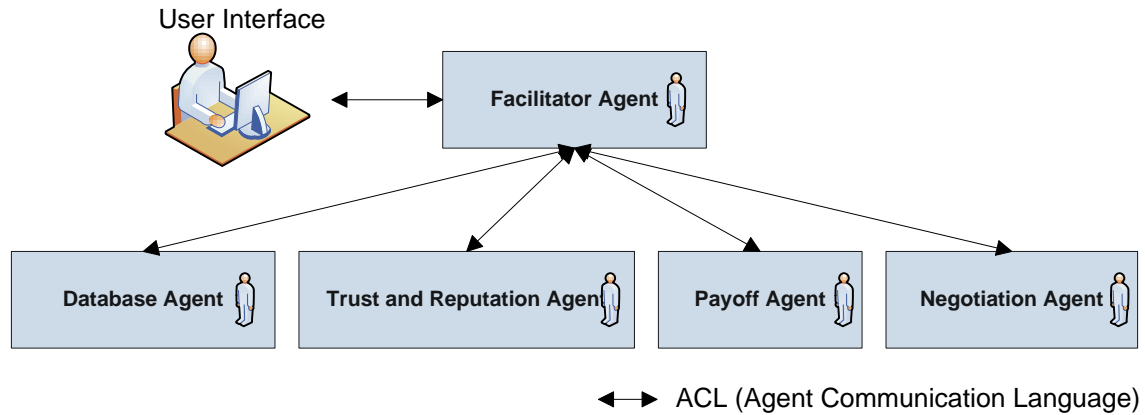 User Interface
Facilitator Agent
Database Agent
Trust and Reputation Agent
Payoff Agent
Negotiation Agent
ACL (Agent Communication Language)